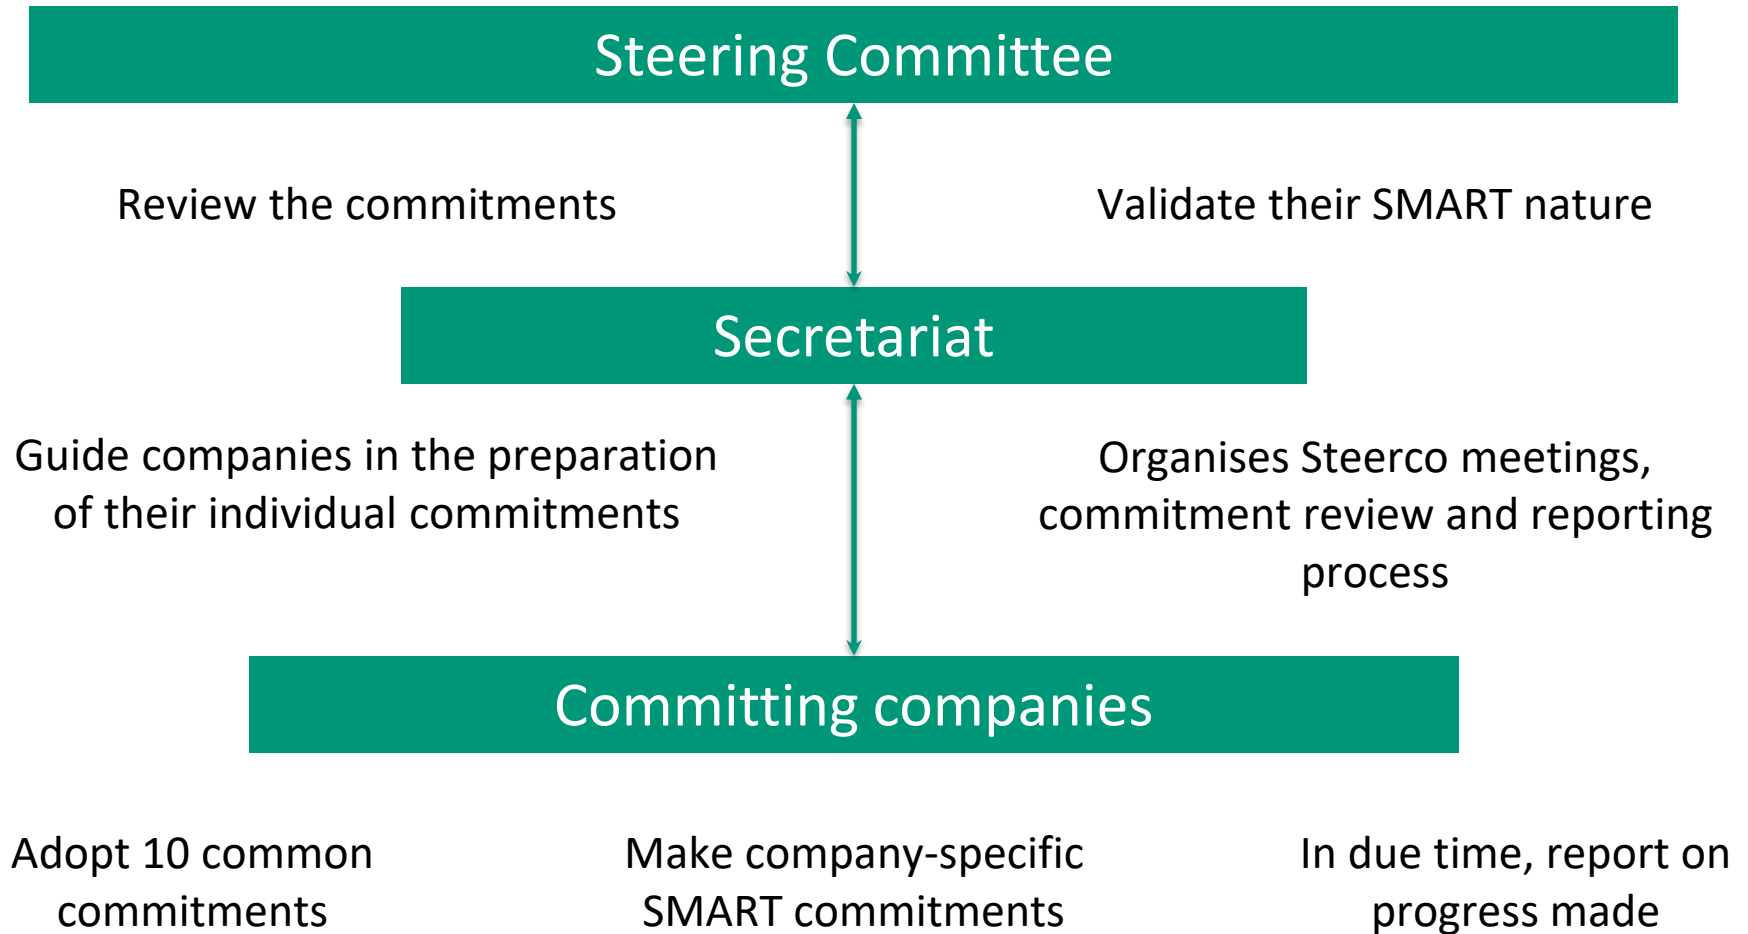 Steering Committee
Review the commitments
Validate their SMART nature
Secretariat
Guide companies in the preparation
of their individual commitments
Organises Steerco meetings,
commitment review and reporting
process
Committing companies
Adopt 10 common
commitments
Make company-specific
SMART commitments
In due time, report on
progress made